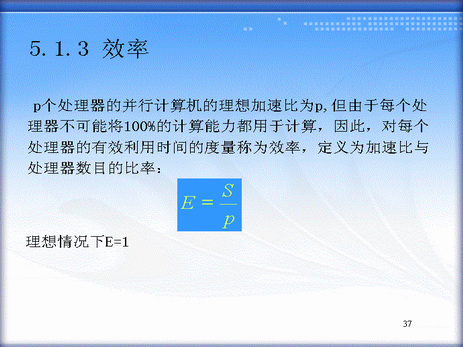 5.1.3 效率
p个处理器的并行计算机的理想加速比为p,但由于每个处
理器不可能将100%的计算能力都用于计算，因此，对每个
处理器的有效利用时间的度量称为效率，定义为加速比与
处理器数目的比率：
E = S/p
理想情况下E=1
37